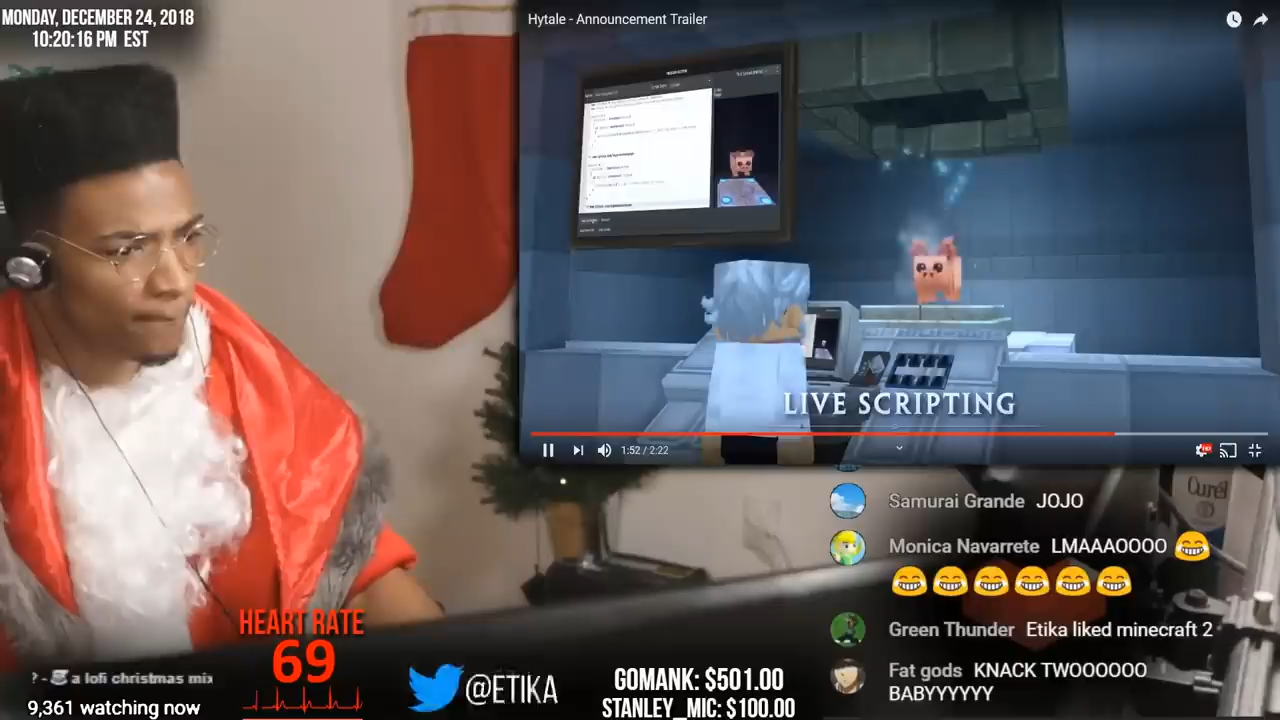 MONDAY, DECEMBER 24, 2018
10:20:16 PM EST
Hytale - Announcement Trailer
LIVE SCRIPTING
1:52 / 2:22
Curél
Samurai Grande JOJO
Monica Navarrete LMAAAOOOO 😂
😂😂😂😂😂😂
Green Thunder Etika liked minecraft 2
Fat gods KNACK TWOOOOOO
BABYYYYYY
HEART RATE
69
? - a lofi christmas mix
9,361 watching now
@ETIKA
GOMANK: $501.00
STANLEY_MIC: $100.00